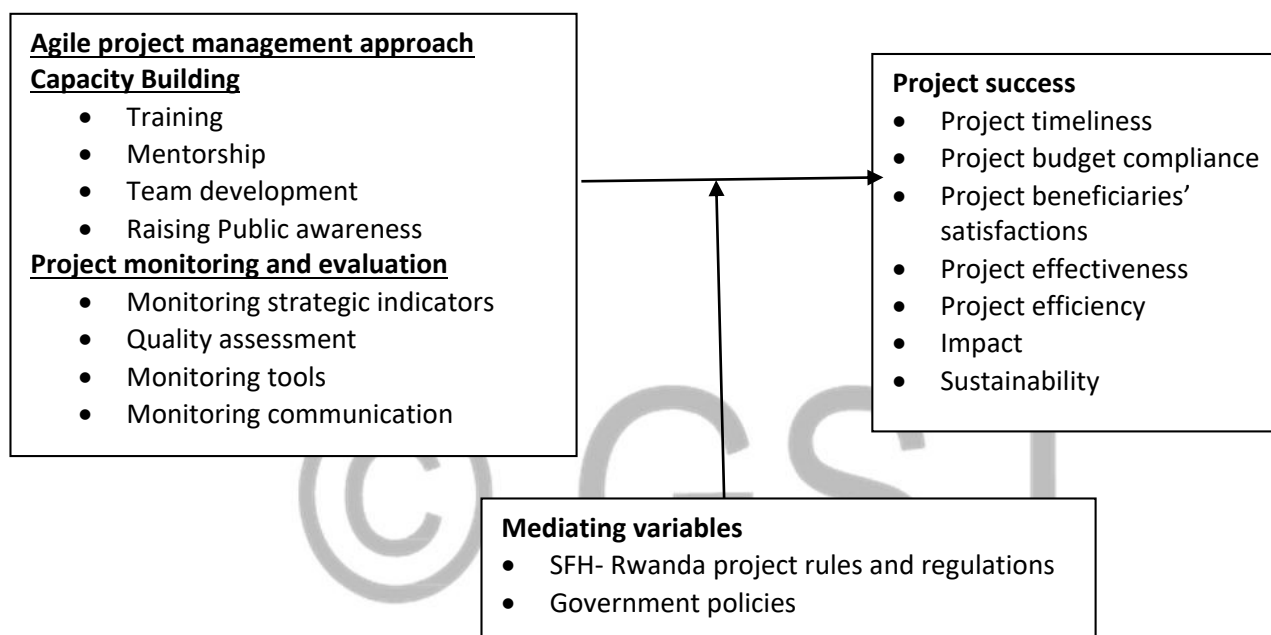 Agile project management approach
Capacity Building
• Training
• Mentorship
• Team development
• Raising Public awareness
Project monitoring and evaluation
• Monitoring strategic indicators
• Quality assessment
• Monitoring tools
• Monitoring communication
Project success
• Project timeliness
• Project budget compliance
• Project beneficiaries’
satisfactions
• Project effectiveness
• Project efficiency
• Impact
• Sustainability
© GSJ
Mediating variables
• SFH- Rwanda project rules and regulations
• Government policies